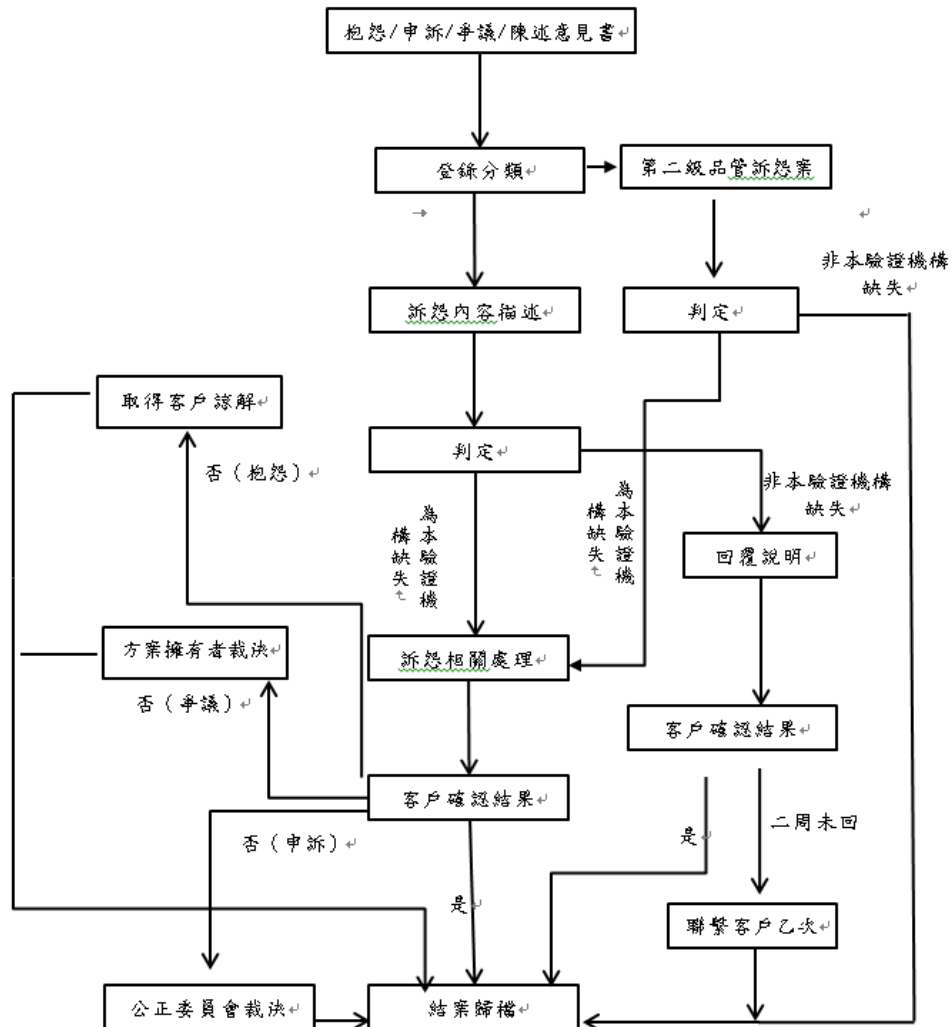 抱怨/申訴/爭議/陳述意見書
登錄分類
第二級品管訴怨案
非本驗證機構
缺失
訴怨內容描述
判定
取得客戶諒解
判定
否（抱怨）
為本驗證機
構缺失
為本驗證機
構缺失
非本驗證機構
缺失
回覆說明
方案擁有者裁決
訴怨相關處理
否（爭議）
客戶確認結果
客戶確認結果
否（申訴）
是
二周未回
是
聯繫客戶乙次
公正委員會裁決
結案歸檔